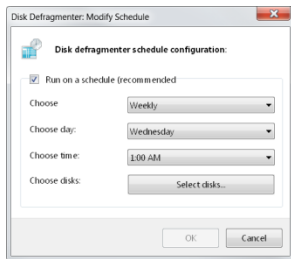 Disk Defragmenter: Modify Schedule
Disk defragmenter schedule configuration:
Run on a schedule (recommended
Choose
Weekly
Choose day:
Wednesday
Choose time:
1:00 AM
Choose disks:
Select disks...
OK
Cancel